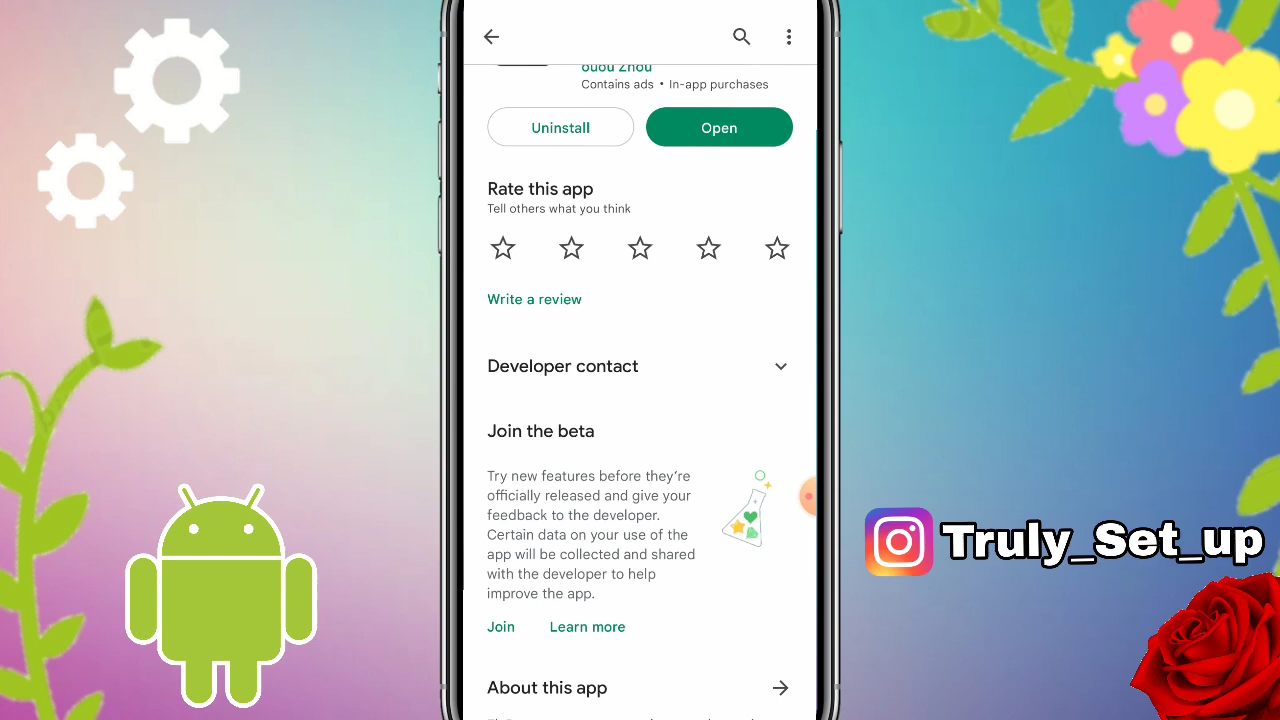 Contains ads • In-app purchases
Uninstall
Open
Rate this app
Tell others what you think
Write a review
Developer contact
Join the beta
Try new features before they're
officially released and give your
feedback to the developer.
Certain data on your use of the
app will be collected and shared
with the developer to help
improve the app.
Join Learn more
About this app
Truly_Set_up